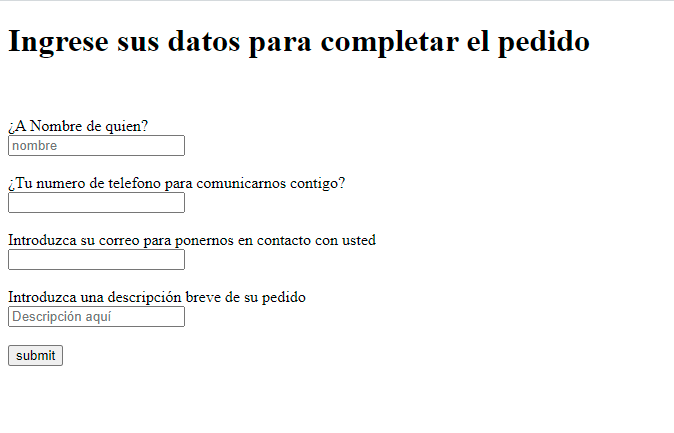 Ingrese sus datos para completar el pedido
¿A Nombre de quien?
nombre
¿Tu numero de telefono para comunicarnos contigo?
Introduzca su correo para ponernos en contacto con usted
Introduzca una descripción breve de su pedido
Descripción aquí
submit